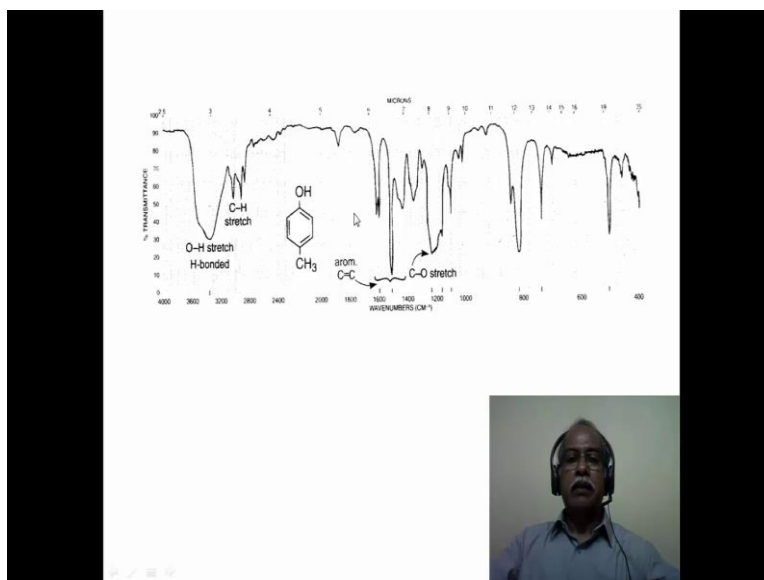 MICRONS
2.5 3 4 5 6 7 8 9 10 11 12 13 14 15 16 19 25
100
90
80
70
60
50
40
30
20
10
0
% TRANSMITTANCE
OH
C–H
stretch
O–H stretch
H-bonded
CH3
arom.
C=C
C–O stretch
4000 3600 3200 2800 2400 2000 1800 1600 1400 1200 1000 800 600 400
WAVENUMBERS (CM⁻¹)